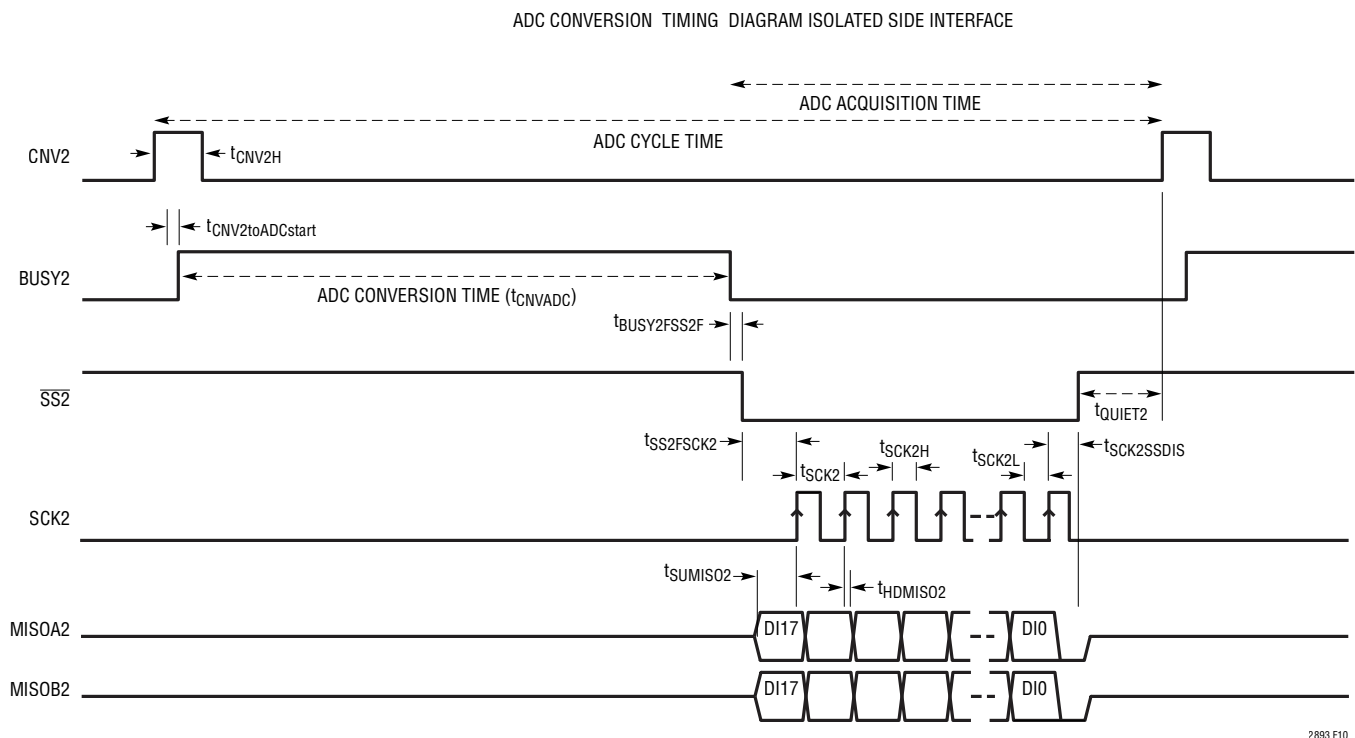 ADC CONVERSION TIMING DIAGRAM ISOLATED SIDE INTERFACE
ADC ACQUISITION TIME
ADC CYCLE TIME
CNV2
tCNV2H
tCNV2toADCstart
BUSY2
ADC CONVERSION TIME (tCNVADC)
tBUSY2FSS2F
SS2
tQUIET2
tSS2FSCK2
tSCK2
tSCK2H
tSCK2L
tSCK2SSDIS
SCK2
tSUMISO2
tHDMISO2
MISOA2
DI17
DI0
MISOB2
DI17
DI0
2893 F10